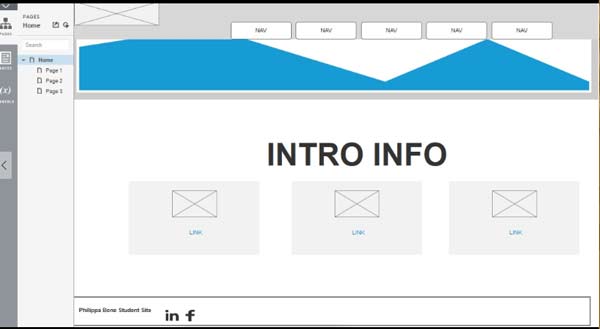 PAGES
Home
Search
Home
Page 1
Page 2
Page 3
PAGES
(x)
NAV NAV NAV NAV NAV
INTRO INFO
LINK LINK LINK
Philippa Bone Student Site
in f